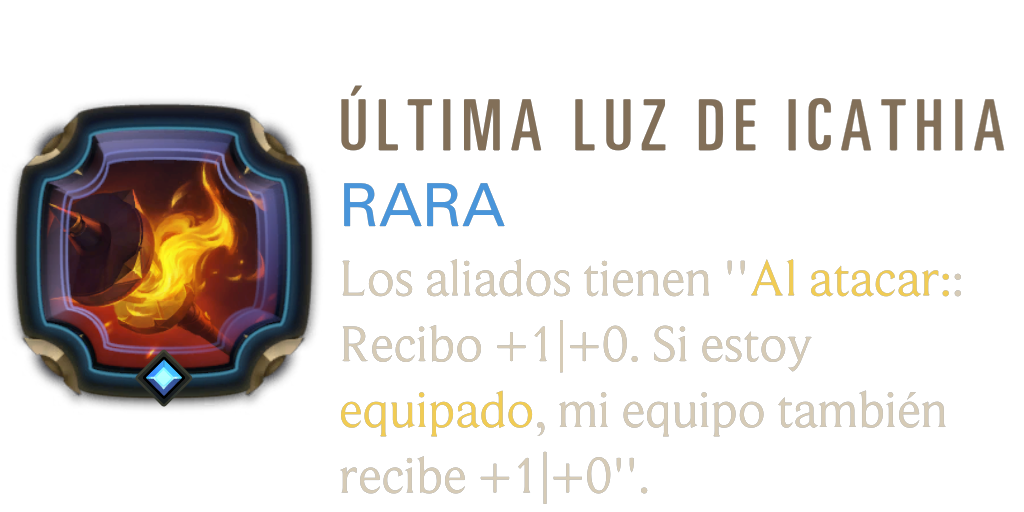 ÚLTIMA LUZ DE ICATHIA
RARA
Los aliados tienen "Al atacar::
Recibo +1|+0. Si estoy
equipado, mi equipo también
recibe +1|+0".